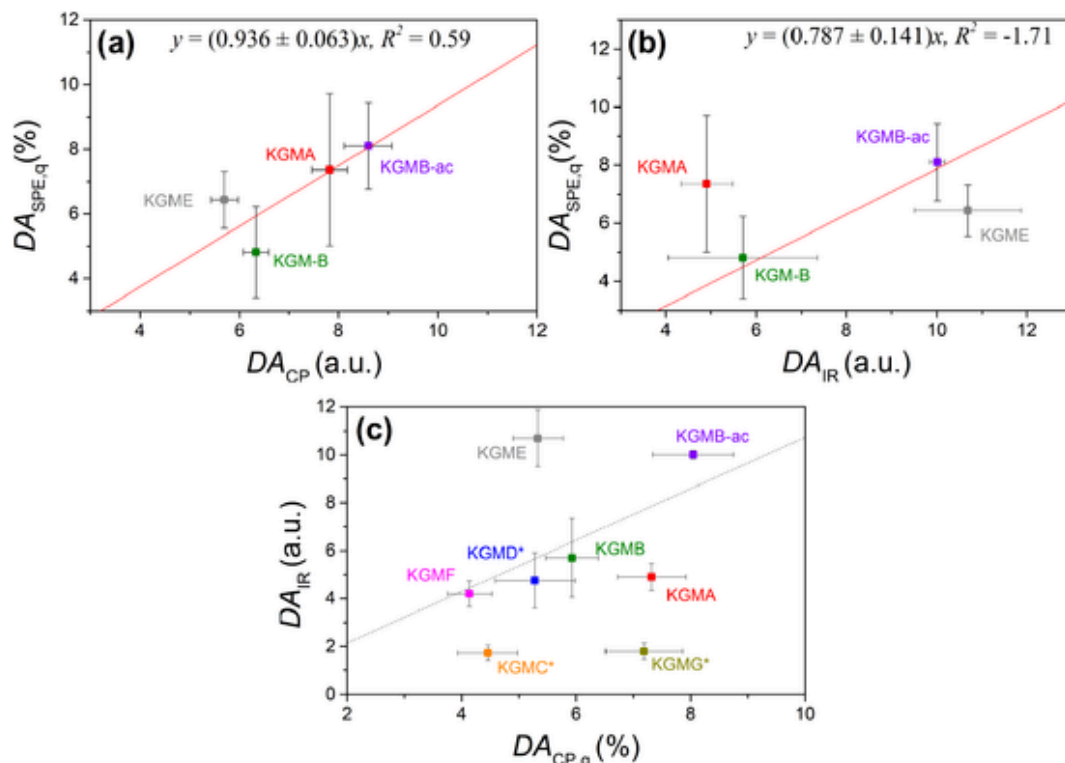 (a) y = (0.936 ± 0.063)x, R² = 0.59
12
10
8
6
4
DA_SPE,q (%)
KGME
KGMA
KGMB-ac
KGM-B
4 6 8 10 12
DA_CP (a.u.)
(b) y = (0.787 ± 0.141)x, R² = -1.71
12
10
8
6
4
DA_SPE,q (%)
KGMA
KGMB-ac
KGME
KGM-B
4 6 8 10 12
DA_IR (a.u.)
(c)
12
10
8
6
4
2
0
DA_IR (a.u.)
KGME
KGMB-ac
KGMD*
KGMB
KGMF
KGMA
KGMC*
KGMG*
2 4 6 8 10
DA_CP,q (%)